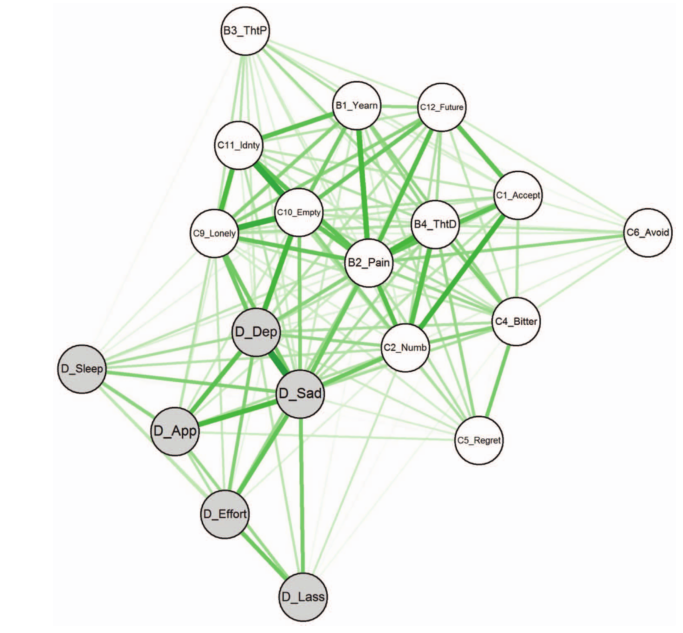 B3_ThtP
B1_Yearn
C12_Future
C11_Idnty
C1_Accept
C10_Empty
B4_ThtD
C9_Lonely
C6_Avoid
B2_Pain
D_Dep
C4_Bitter
C2_Numb
D_Sleep
D_Sad
D_App
C5_Regret
D_Effort
D_Lass